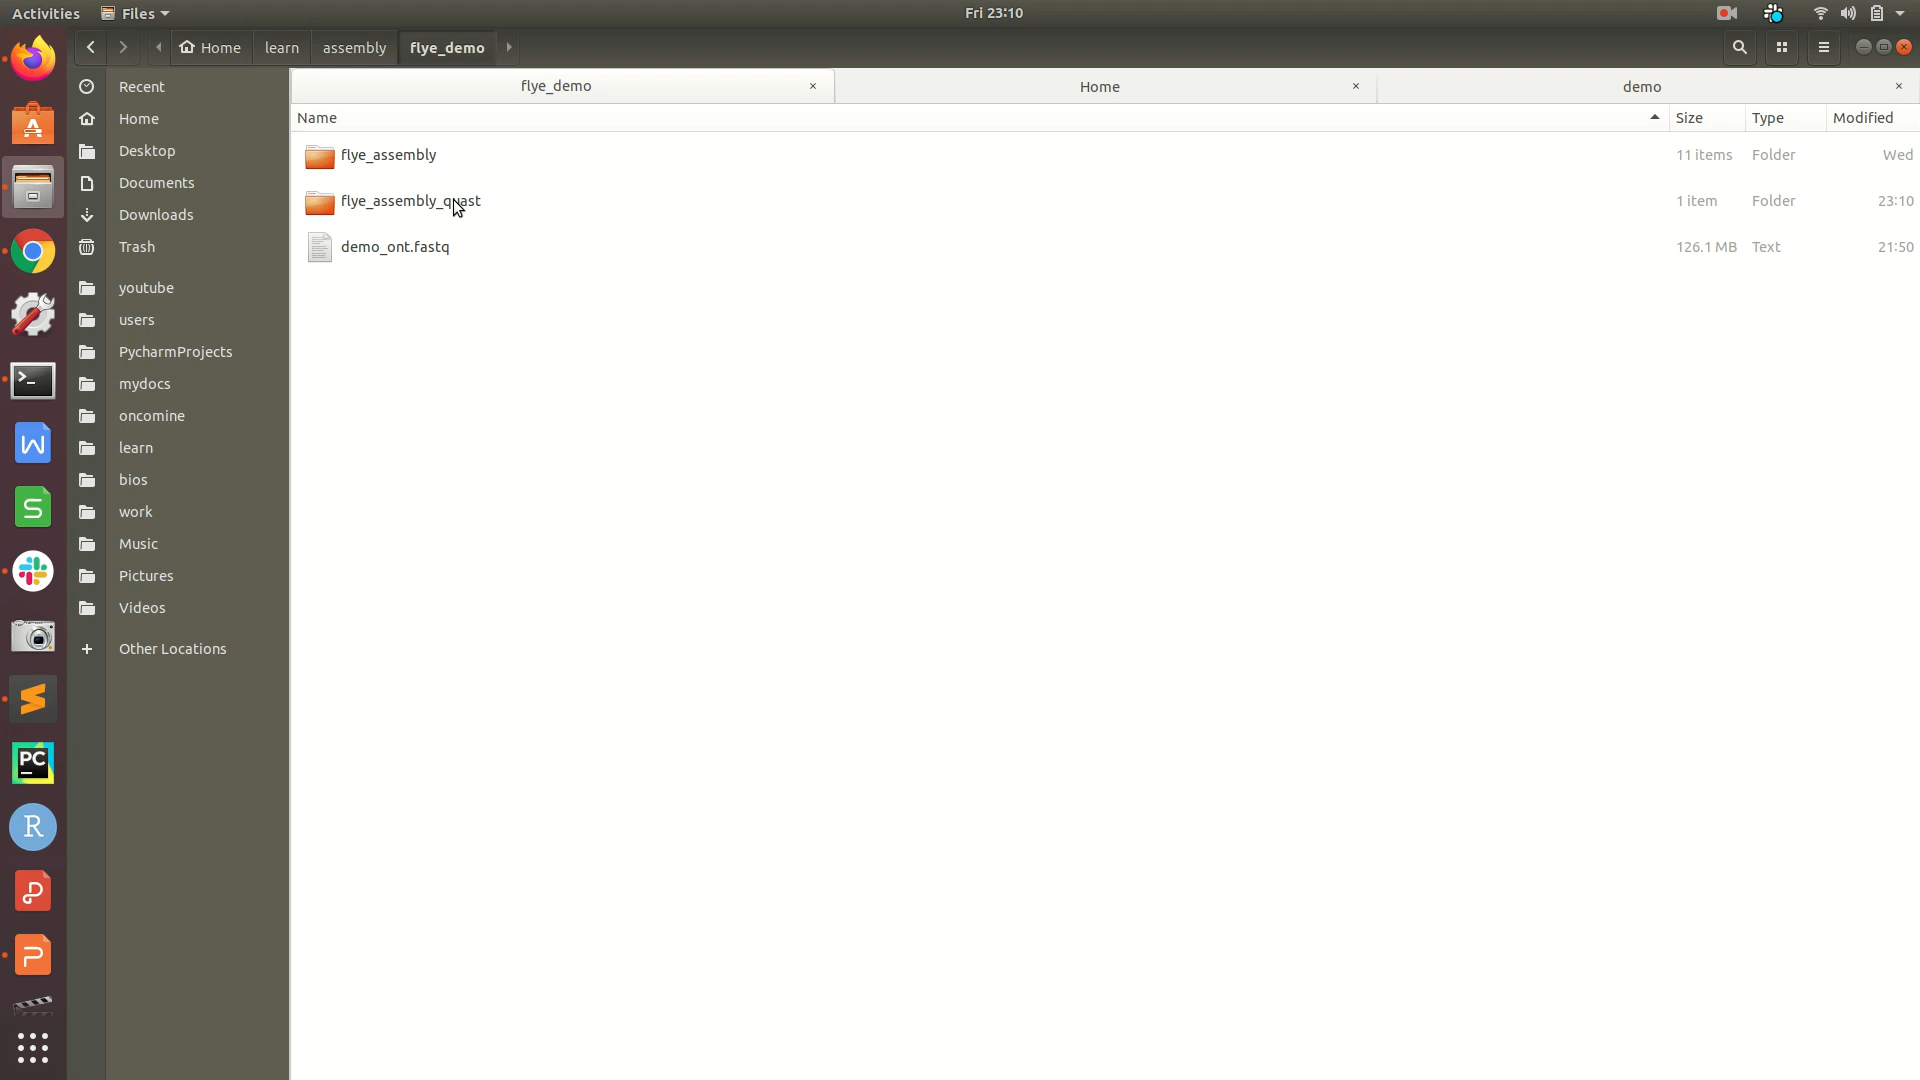 Activities Files Fri 23:10
Home learn assembly flye_demo
flye_demo Home demo
Name Size Type Modified
flye_assembly 11 items Folder Wed
flye_assembly_quast 1 item Folder 23:10
demo_ont.fastq 126.1 MB Text 21:50
Recent
Home
Desktop
Documents
Downloads
Trash
youtube
users
PycharmProjects
mydocs
oncomine
learn
bios
work
Music
Pictures
Videos
Other Locations
PC
R